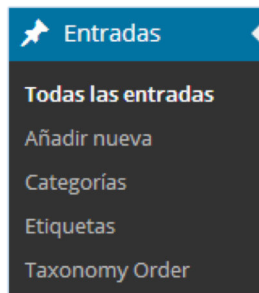 Entradas
Todas las entradas
Añadir nueva
Categorías
Etiquetas
Taxonomy Order